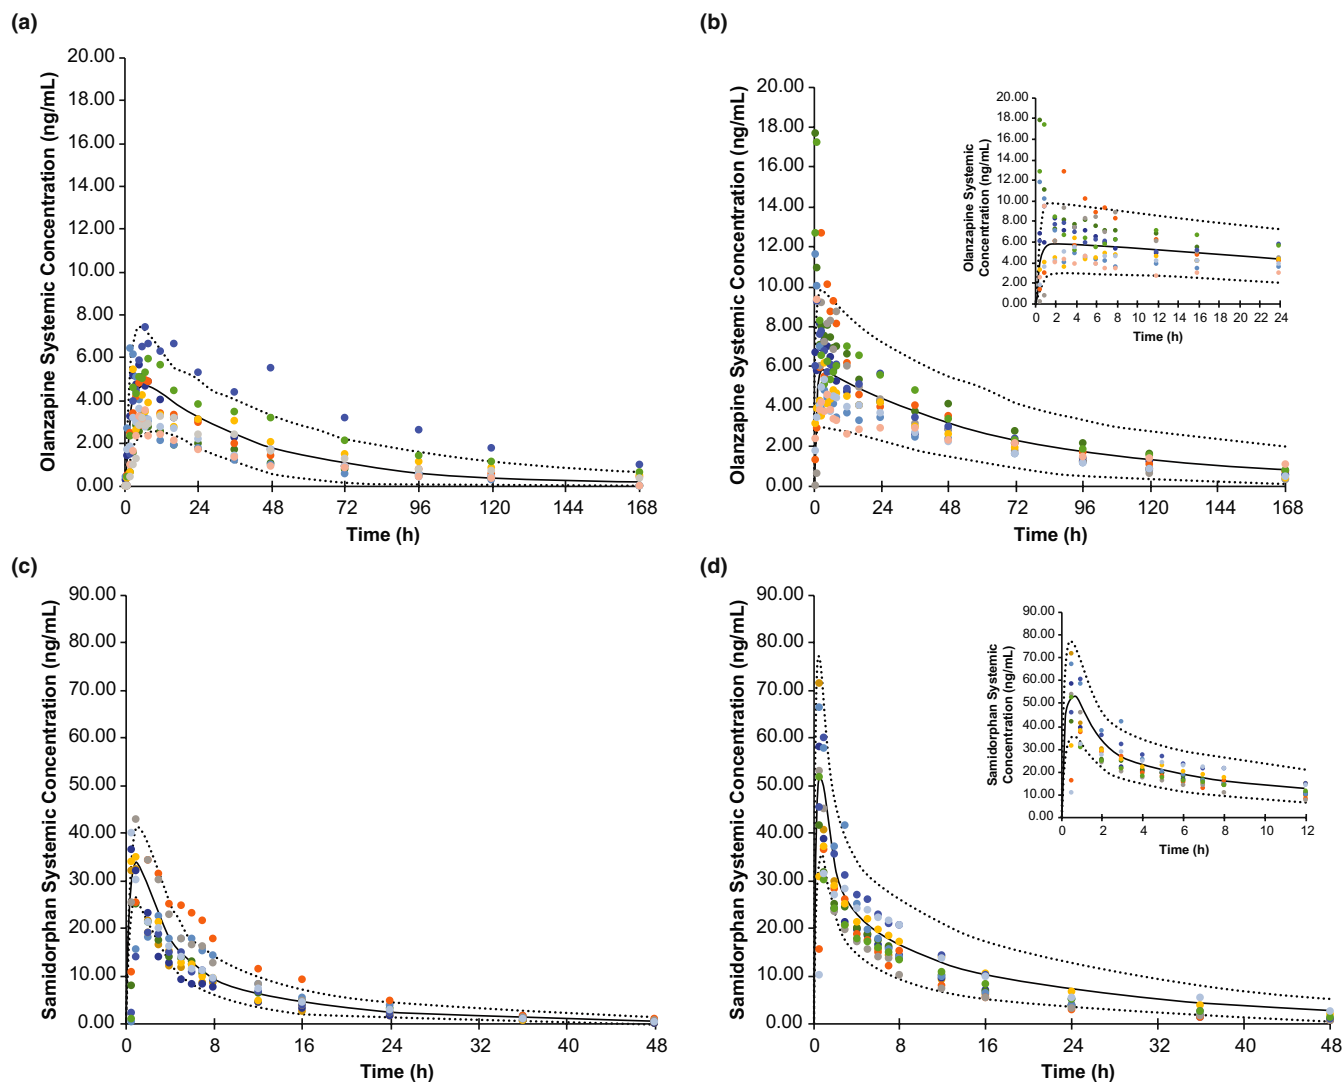 (a)
Olanzapine Systemic Concentration (ng/mL)
20.00
18.00
16.00
14.00
12.00
10.00
8.00
6.00
4.00
2.00
0.00
0 24 48 72 96 120 144 168
Time (h)
(b)
Olanzapine Systemic Concentration (ng/mL)
20.00
18.00
16.00
14.00
12.00
10.00
8.00
6.00
4.00
2.00
0.00
0 24 48 72 96 120 144 168
Time (h)
Olanzapine Systemic
Concentration (ng/mL)
20.00
18.00
16.00
14.00
12.00
10.00
8.00
6.00
4.00
2.00
0.00
0 2 4 6 8 10 12 14 16 18 20 22 24
Time (h)
(c)
Samidorphan Systemic Concentration (ng/mL)
90.00
80.00
70.00
60.00
50.00
40.00
30.00
20.00
10.00
0.00
0 8 16 24 32 40 48
Time (h)
(d)
Samidorphan Systemic Concentration (ng/mL)
90.00
80.00
70.00
60.00
50.00
40.00
30.00
20.00
10.00
0.00
0 8 16 24 32 40 48
Time (h)
Samidorphan Systemic
Concentration (ng/mL)
90.00
80.00
70.00
60.00
50.00
40.00
30.00
20.00
10.00
0.00
0 2 4 6 8 10 12
Time (h)